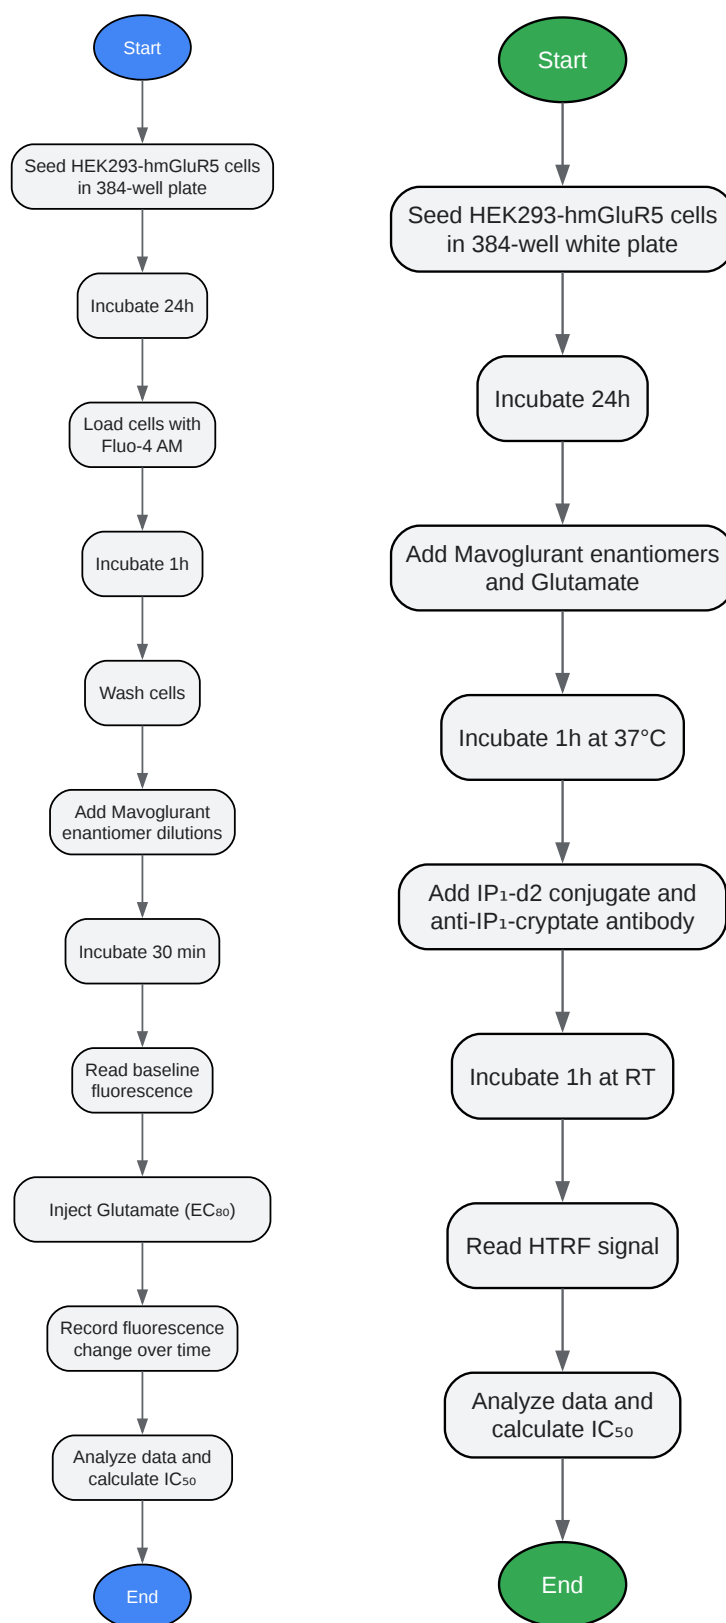 Start
Seed HEK293-hmGluR5 cells
in 384-well plate
Incubate 24h
Load cells with
Fluo-4 AM
Incubate 1h
Wash cells
Add Mavoglurant
enantiomer dilutions
Incubate 30 min
Read baseline
fluorescence
Inject Glutamate (EC₈₀)
Record fluorescence
change over time
Analyze data and
calculate IC₅₀
End
Start
Seed HEK293-hmGluR5 cells
in 384-well white plate
Incubate 24h
Add Mavoglurant enantiomers
and Glutamate
Incubate 1h at 37°C
Add IP₁-d2 conjugate and
anti-IP₁-cryptate antibody
Incubate 1h at RT
Read HTRF signal
Analyze data and
calculate IC₅₀
End